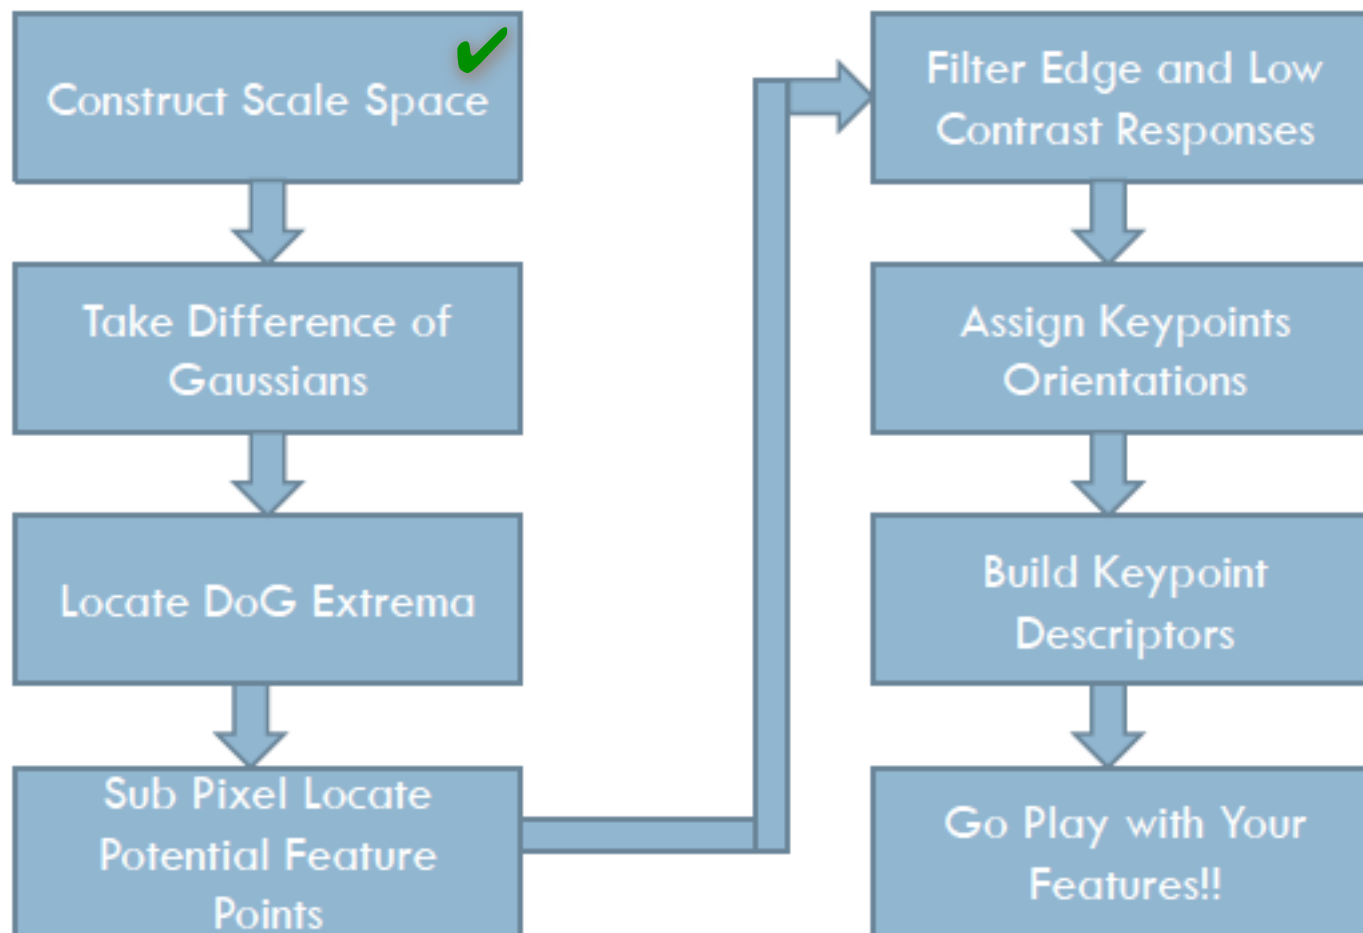 Construct Scale Space
Take Difference of
Gaussians
Locate DoG Extrema
Sub Pixel Locate
Potential Feature
Points
Filter Edge and Low
Contrast Responses
Assign Keypoints
Orientations
Build Keypoint
Descriptors
Go Play with Your
Features!!